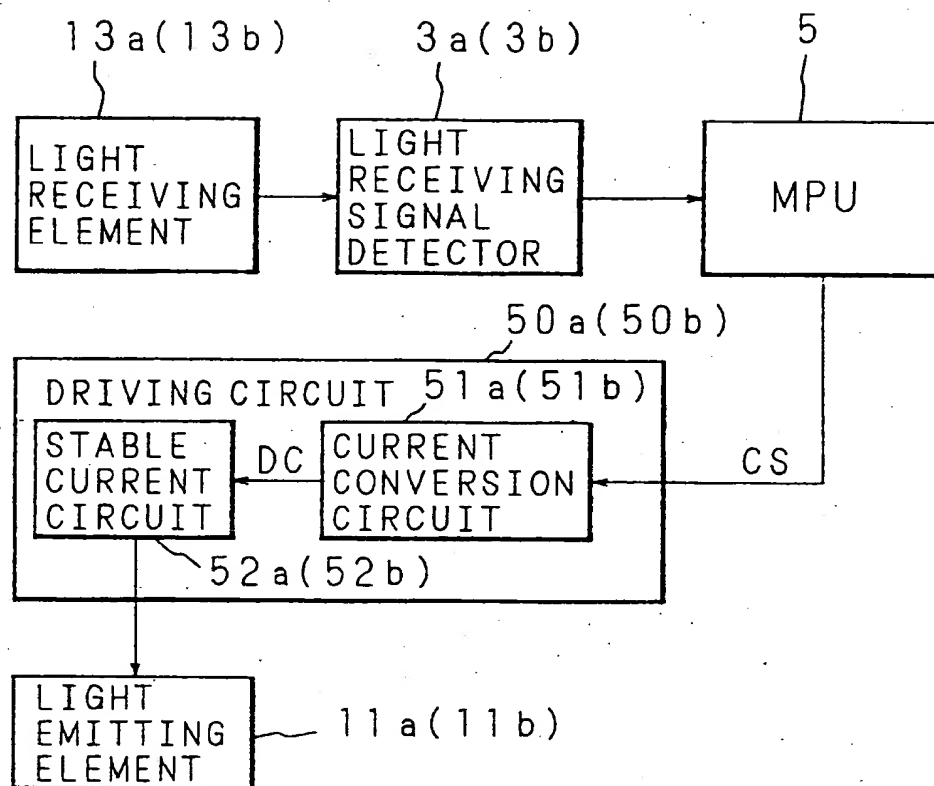 13a(13b)
3a(3b)
5
LIGHT
RECEIVING
ELEMENT
LIGHT
RECEIVING
SIGNAL
DETECTOR
MPU
50a(50b)
DRIVING CIRCUIT
51a(51b)
STABLE
CURRENT
CIRCUIT
DC
CURRENT
CONVERSION
CIRCUIT
CS
52a(52b)
LIGHT
EMITTING
ELEMENT
11a(11b)